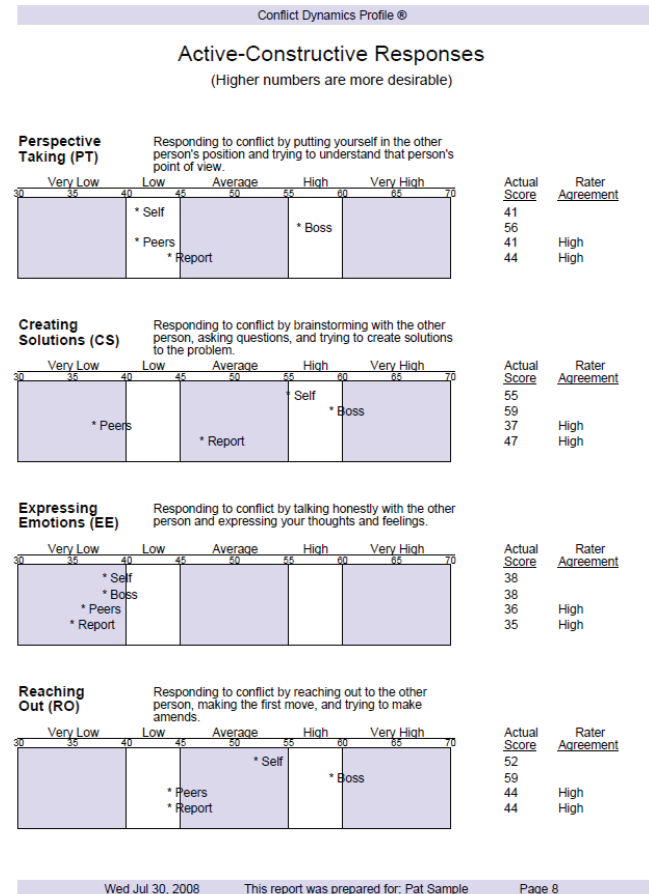 Conflict Dynamics Profile ®
Active-Constructive Responses
(Higher numbers are more desirable)
Perspective Taking (PT)
Responding to conflict by putting yourself in the other
person's position and trying to understand that person's
point of view.
Very Low Low Average High Very High
30 35 40 45 50 55 60 65 70
Actual Score
Rater Agreement
* Self 41
* Boss 56
* Peers 41 High
* Report 44 High
Creating Solutions (CS)
Responding to conflict by brainstorming with the other
person, asking questions, and trying to create solutions
to the problem.
Very Low Low Average High Very High
30 35 40 45 50 55 60 65 70
Actual Score
Rater Agreement
* Self 55
* Boss 59
* Peers 37 High
* Report 47 High
Expressing Emotions (EE)
Responding to conflict by talking honestly with the other
person and expressing your thoughts and feelings.
Very Low Low Average High Very High
30 35 40 45 50 55 60 65 70
Actual Score
Rater Agreement
* Self 38
* Boss 38
* Peers 36 High
* Report 35 High
Reaching Out (RO)
Responding to conflict by reaching out to the other
person, making the first move, and trying to make
amends.
Very Low Low Average High Very High
30 35 40 45 50 55 60 65 70
Actual Score
Rater Agreement
* Self 52
* Boss 59
* Peers 44 High
* Report 44 High
Wed Jul 30, 2008 This report was prepared for: Pat Sample Page 8